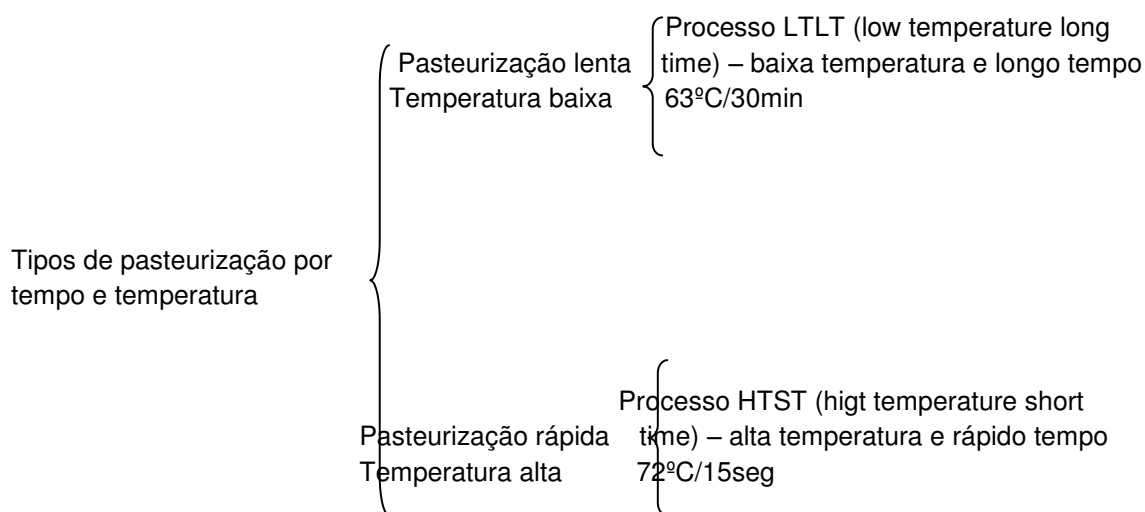 Processo LTLT (low temperature long
Pasteurização lenta time) – baixa temperatura e longo tempo
Temperatura baixa 63ºC/30min
Tipos de pasteurização por
tempo e temperatura
Processo HTST (higt temperature short
Pasteurização rápida time) – alta temperatura e rápido tempo
Temperatura alta 72ºC/15seg